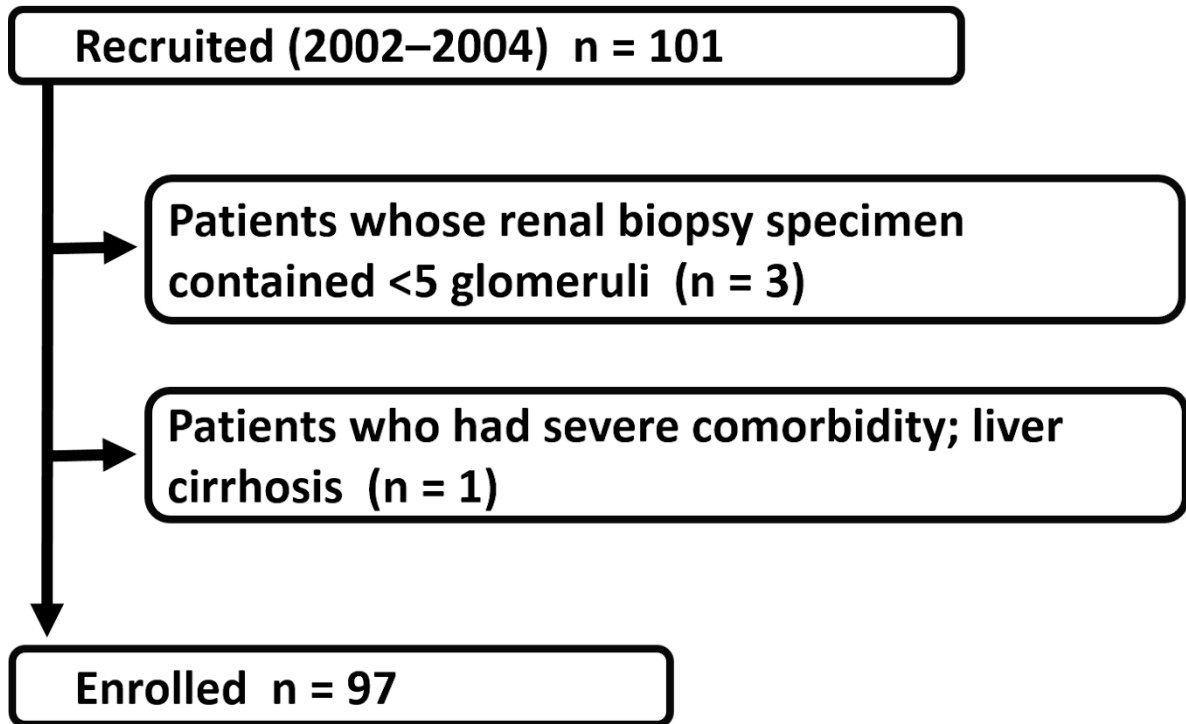 Recruited (2002–2004)  n = 101
Patients whose renal biopsy specimen
contained <5 glomeruli  (n = 3)
Patients who had severe comorbidity; liver
cirrhosis  (n = 1)
Enrolled  n = 97